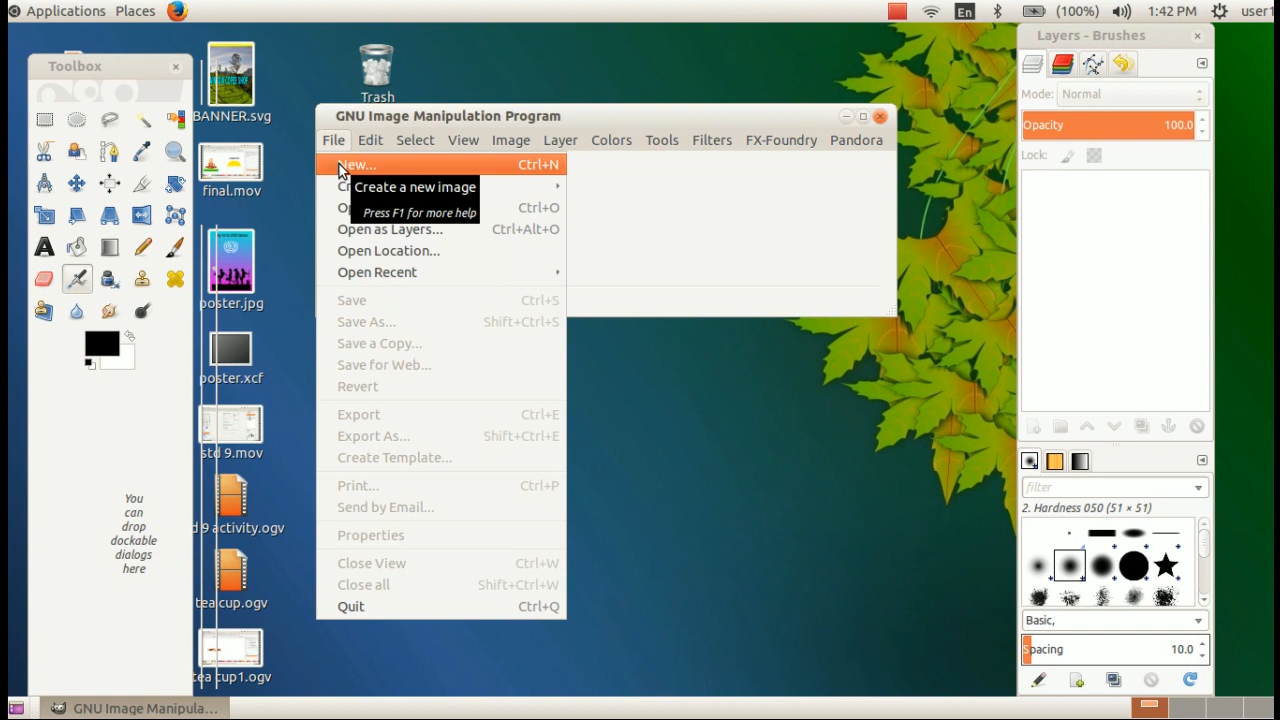 Applications Places
En
(100%)
1:42 PM
user1
Toolbox
You
can
drop
dockable
dialogs
here
BANNER.svg
final.mov
poster.jpg
poster.xcf
std 9.mov
d 9 activity.ogv
tea cup.ogv
tea cup1.ogv
Trash
GNU Image Manipulation Program
File Edit Select View Image Layer Colors Tools Filters FX-Foundry Pandora
New... Ctrl+N
Create a new image
Press F1 for more help
Ctrl+O
Open as Layers... Ctrl+Alt+O
Open Location...
Open Recent
Save Ctrl+S
Save As... Shift+Ctrl+S
Save a Copy...
Save for Web...
Revert
Export Ctrl+E
Export As... Shift+Ctrl+E
Create Template...
Print... Ctrl+P
Send by Email...
Properties
Close View Ctrl+W
Close all Shift+Ctrl+W
Quit Ctrl+Q
Layers - Brushes
Mode: Normal
Opacity 100.0
Lock:
filter
2. Hardness 050 (51 × 51)
Basic,
Spacing 10.0
GNU Image Manipula...